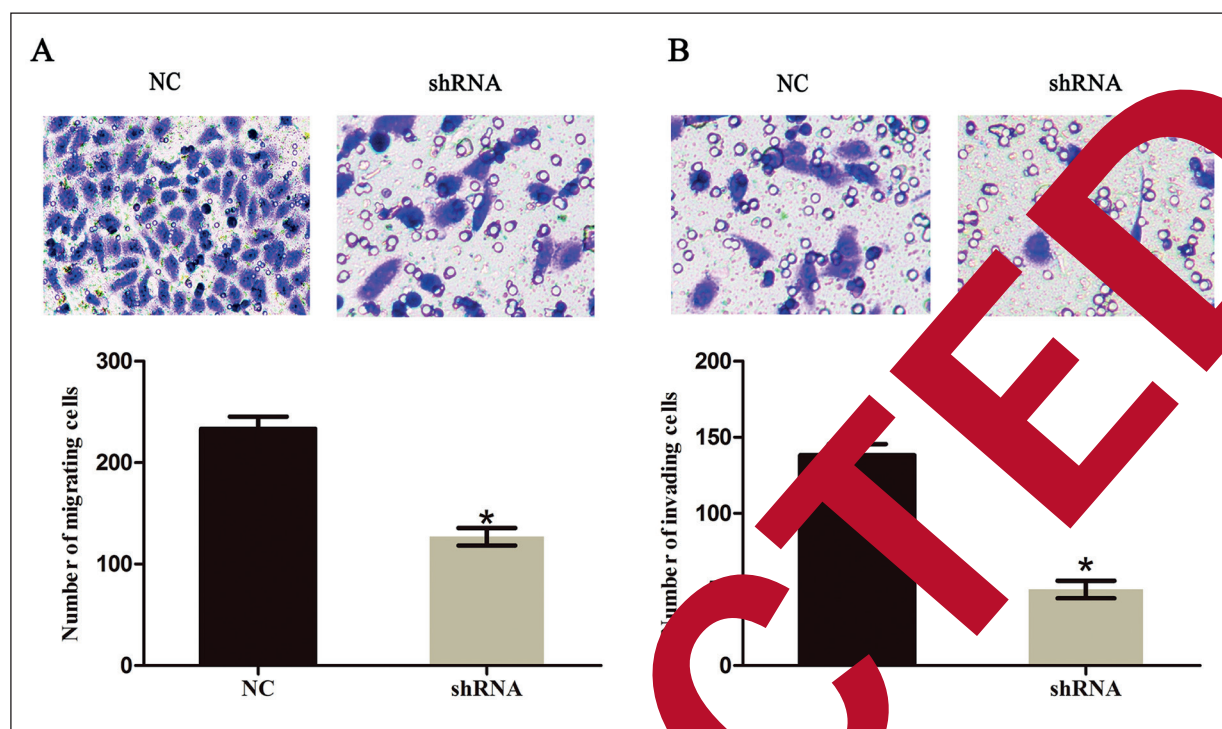 A
NC
shRNA
B
NC
shRNA
300
200
100
0
Number of migrating cells
NC
shRNA
*
200
150
100
0
Number of invading cells
shRNA
*
CTED